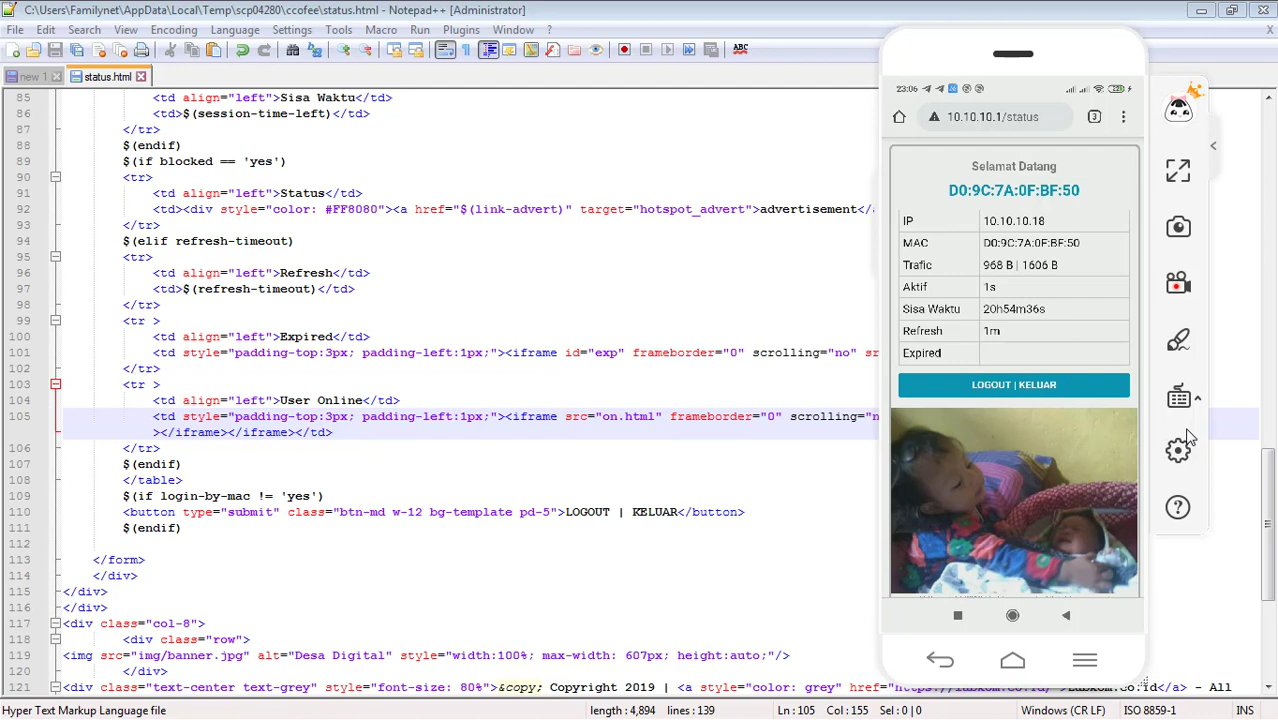 C:\Users\Familynet\AppData\Local\Temp\scp04280\ccofee\status.html - Notepad++ [Administrator]
File Edit Search View Encoding Language Settings Tools Macro Run Plugins Window ? X
new 1 status.html
85 <td align="left">Sisa Waktu</td>
86 <td>$(session-time-left)</td>
87 </tr>
88 $(endif)
89 $(if blocked == 'yes')
90 <tr>
91 <td align="left">Status</td>
92 <td><div style="color: #FF8080"><a href="$(link-advert)" target="hotspot_advert">advertisement</
93 </tr>
94 $(elif refresh-timeout)
95 <tr>
96 <td align="left">Refresh</td>
97 <td>$(refresh-timeout)</td>
98 </tr>
99 <tr >
100 <td align="left">Expired</td>
101 <td style="padding-top:3px; padding-left:1px;"><iframe id="exp" frameborder="0" scrolling="no" sr
102 </tr>
103 <tr >
104 <td align="left">User Online</td>
105 <td style="padding-top:3px; padding-left:1px;"><iframe src="on.html" frameborder="0" scrolling="n
></iframe></iframe></td>
106 </tr>
107 $(endif)
108 </table>
109 $(if login-by-mac != 'yes')
110 <button type="submit" class="btn-md w-12 bg-template pd-5">LOGOUT | KELUAR</button>
111 $(endif)
112
113 </form>
114 </div>
115 </div>
116 </div>
117 <div class="col-8">
118 <div class="row">
119 <img src="img/banner.jpg" alt="Desa Digital" style="width:100%; max-width: 607px; height:auto;"/>
120 </div>
121 <div class="text-center text-grey" style="font-size: 80%">&copy; Copyright 2019 | <a style="color: grey" href="https://labkom.co.id/">Labkom.Co.id</a> - All
Hyper Text Markup Language file length : 4,894 lines : 139 Ln : 105 Col : 155 Sel : 0 | 0 Windows (CR LF) ISO 8859-1 INS
23:06
10.10.10.1/status 3
Selamat Datang
D0:9C:7A:0F:BF:50
IP 10.10.10.18
MAC D0:9C:7A:0F:BF:50
Trafic 968 B | 1606 B
Aktif 1s
Sisa Waktu 20h54m36s
Refresh 1m
Expired
LOGOUT | KELUAR